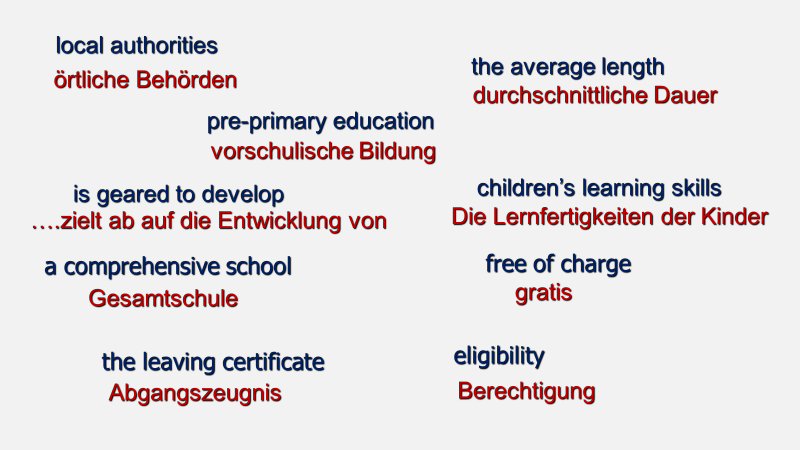 local authorities
örtliche Behörden
the average length
durchschnittliche Dauer
pre-primary education
vorschulische Bildung
is geared to develop
….zielt ab auf die Entwicklung von
children’s learning skills
Die Lernfertigkeiten der Kinder
a comprehensive school
Gesamtschule
free of charge
gratis
the leaving certificate
Abgangszeugnis
eligibility
Berechtigung